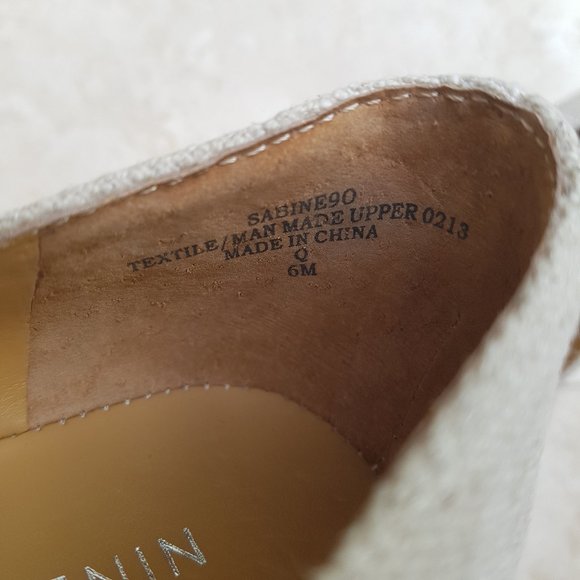 SABINE90
TEXTILE/MAN MADE UPPER 0213
MADE IN CHINA
Q
6M